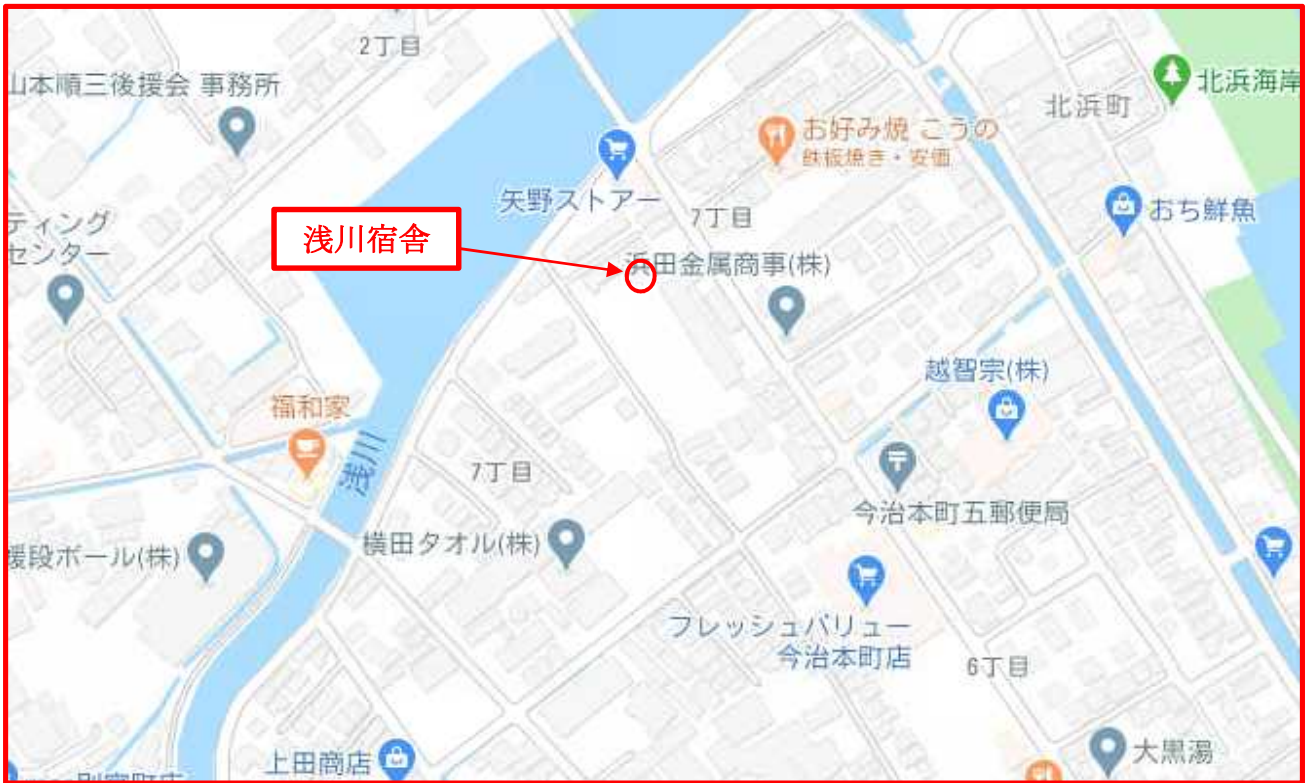 2丁目
山本順三後援会 事務所
北浜海岸
北浜町
お好み焼 こうの
鉄板焼き・安価
矢野ストアー
7丁目
おち鮮魚
ティング
センター
浅川宿舎
浜田金属商事(株)
越智宗(株)
福和家
浅川
7丁目
今治本町五郵便局
横田タオル(株)
段ボール(株)
フレッシュバリュー
今治本町店
6丁目
上田商店
大黒湯